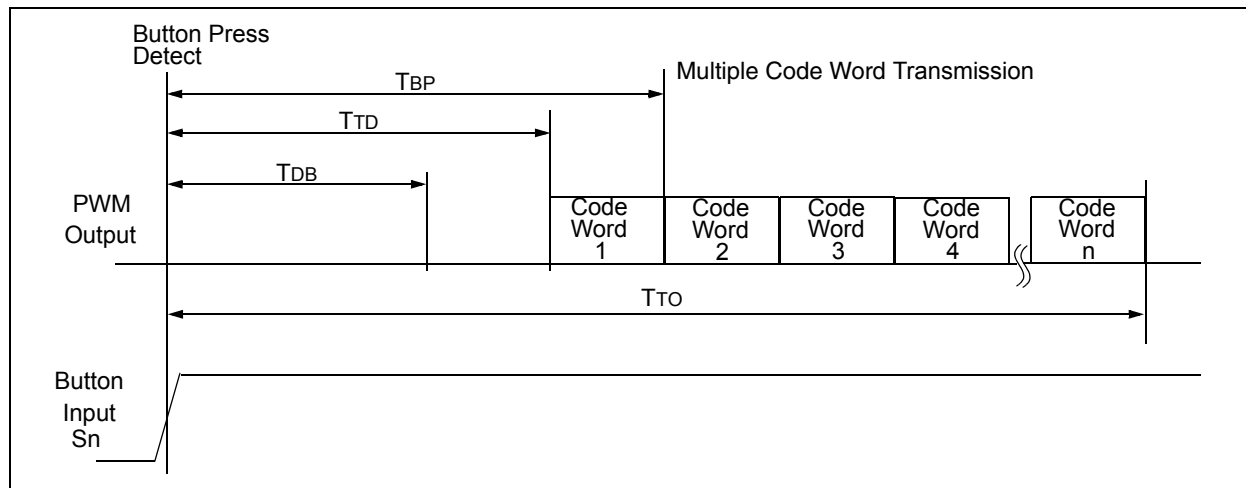 Button Press
Detect
Multiple Code Word Transmission
TBP
TTD
TDB
PWM
Output
Code
Word
1
Code
Word
2
Code
Word
3
Code
Word
4
Code
Word
n
TTO
Button
Input
Sn